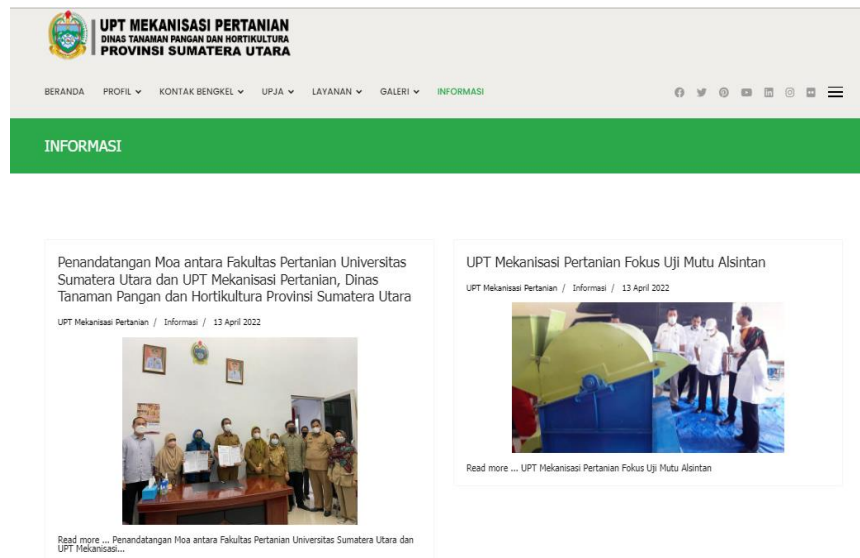 UPT MEKANISASI PERTANIAN
DINAS TANAMAN PANGAN DAN HORTIKULTURA
PROVINSI SUMATERA UTARA
BERANDA PROFIL KONTAK BENGKEL UPJA LAYANAN GALERI INFORMASI
INFORMASI
Penandatangan Moa antara Fakultas Pertanian Universitas
Sumatera Utara dan UPT Mekanisasi Pertanian, Dinas
Tanaman Pangan dan Hortikultura Provinsi Sumatera Utara
UPT Mekanisasi Pertanian / Informasi / 13 April 2022
Read more ... Penandatangan Moa antara Fakultas Pertanian Universitas Sumatera Utara dan
UPT Mekanisasi...
UPT Mekanisasi Pertanian Fokus Uji Mutu Alsintan
UPT Mekanisasi Pertanian / Informasi / 13 April 2022
Read more ... UPT Mekanisasi Pertanian Fokus Uji Mutu Alsintan